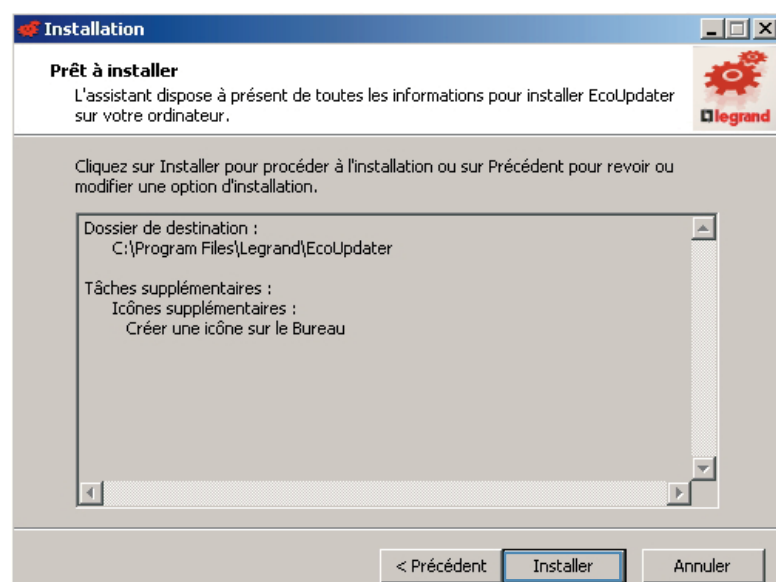 Installation
Prêt à installer
L'assistant dispose à présent de toutes les informations pour installer EcoUpdater
sur votre ordinateur.
legrand
Cliquez sur Installer pour procéder à l'installation ou sur Précédent pour revoir ou
modifier une option d'installation.
Dossier de destination :
C:\Program Files\Legrand\EcoUpdater
Tâches supplémentaires :
Icônes supplémentaires :
Créer une icône sur le Bureau
< Précédent
Installer
Annuler